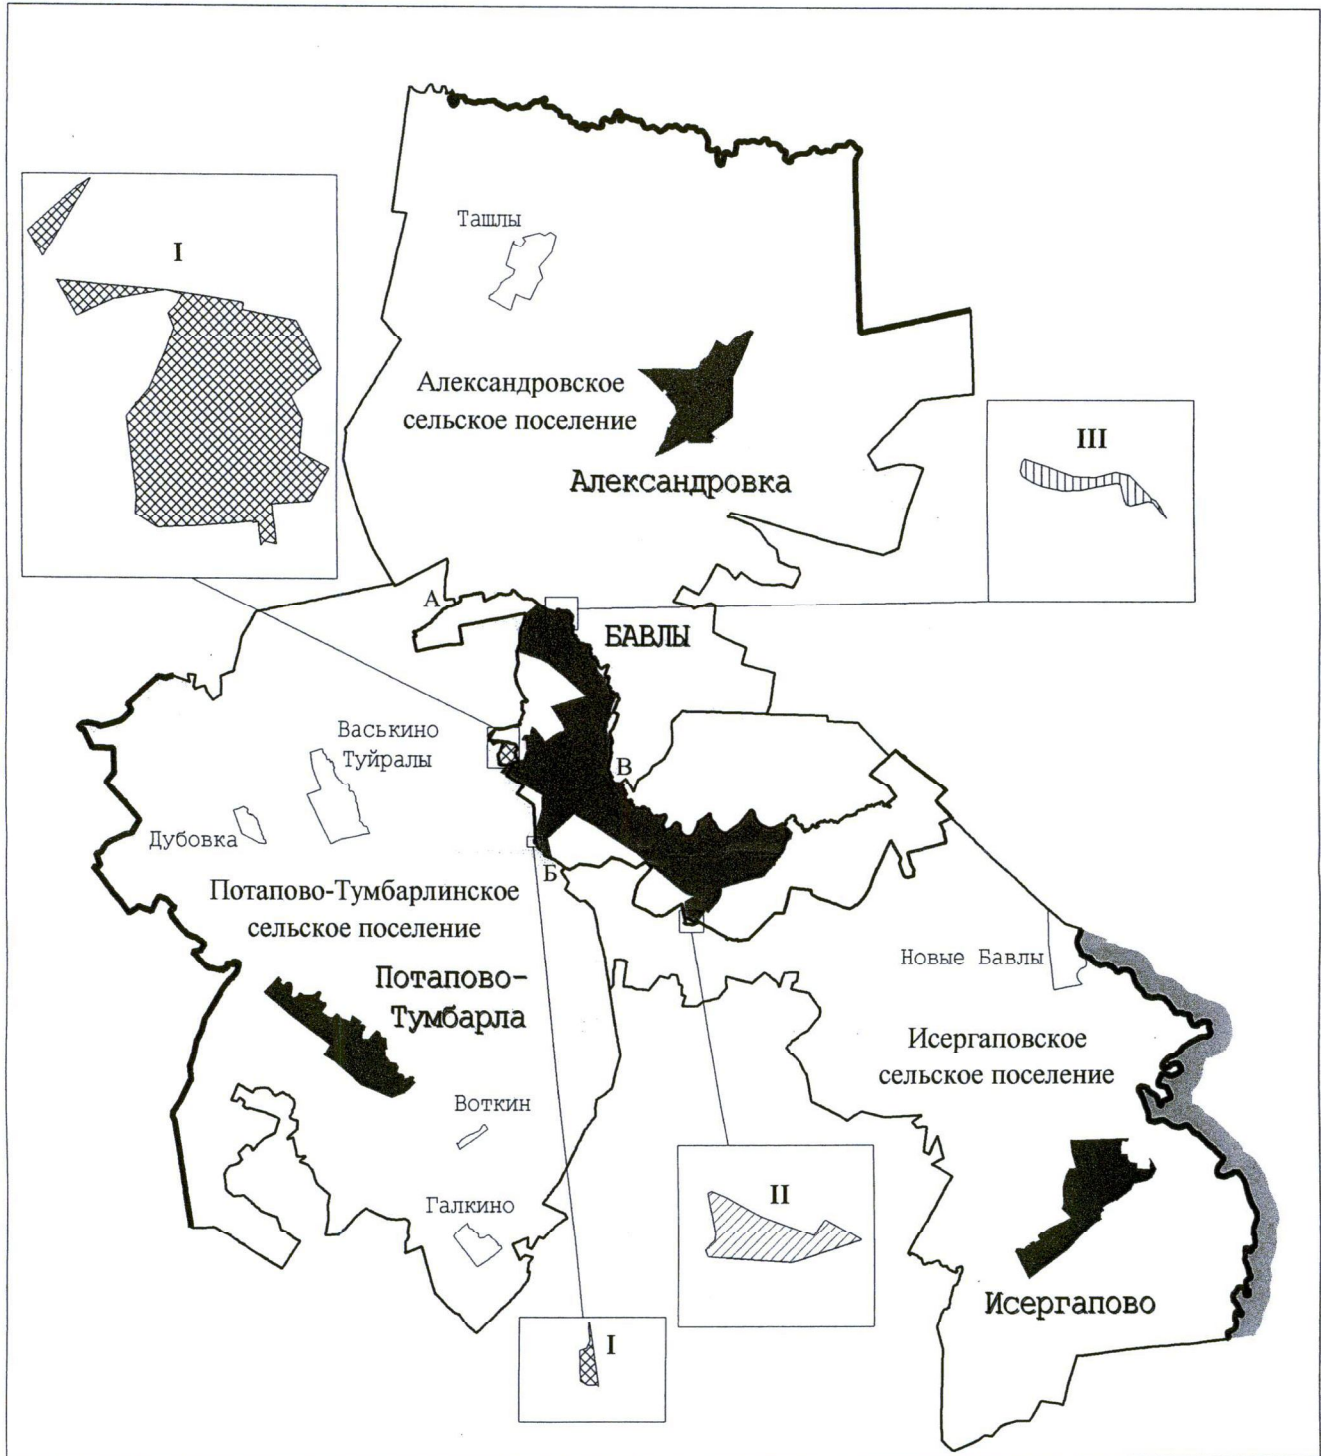 Ташлы
I
Александровское
сельское поселение
III
Александровка
А
БАВЛЫ
Васькино
Туйралы
В
Дубовка
Б
Потапово-Тумбарлинское
сельское поселение
Новые Бавлы
Потапово-
Тумбарла
Исергаповское
сельское поселение
Воткин
II
Галкино
Исергапово
I